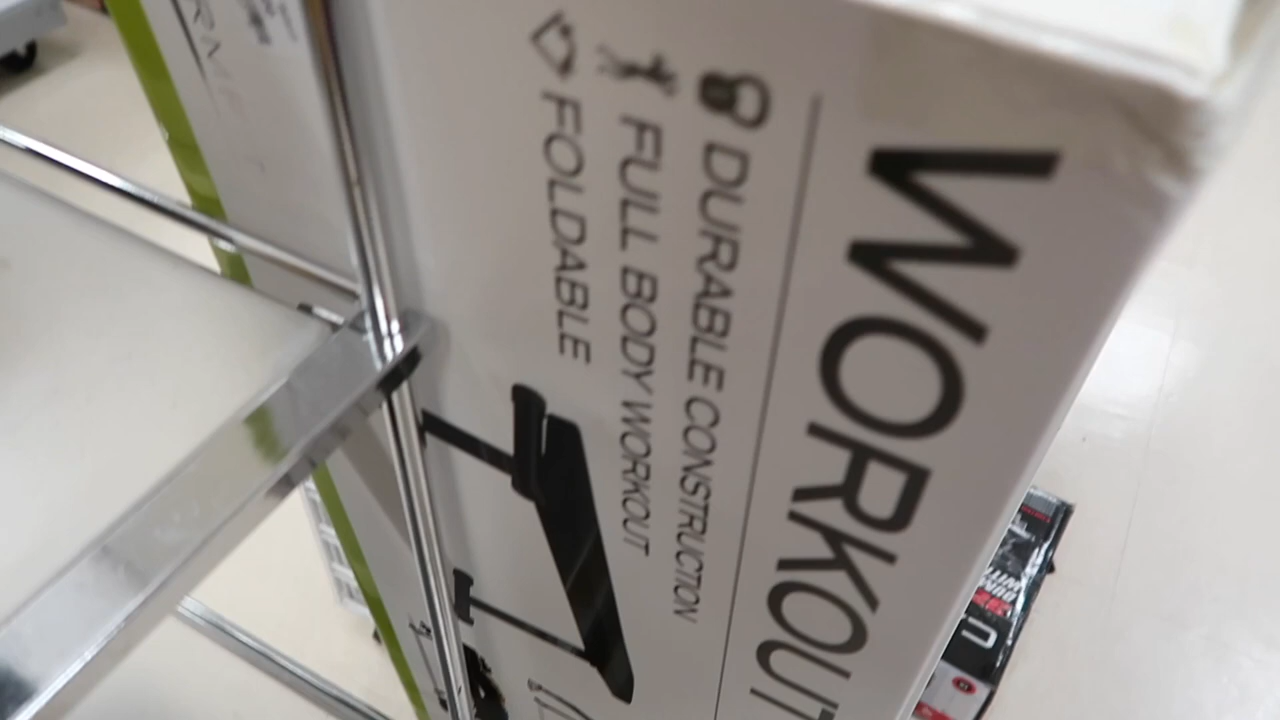 WORKOUT
DURABLE CONSTRUCTION
FULL BODY WORKOUT
FOLDABLE